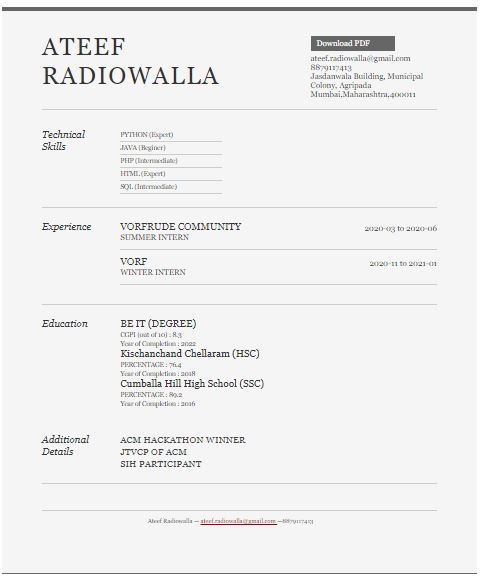 ATEEF
RADIOWALLA
Download PDF
ateef.radiowalla@gmail.com
8879117413
Jasdanwala Building, Municipal
Colony, Agripada
Mumbai,Maharashtra,400011
Technical
Skills
PYTHON (Expert)
JAVA (Beginer)
PHP (Intermediate)
HTML (Expert)
SQL (Intermediate)
Experience
VORFRUDE COMMUNITY
2020-03 to 2020-06
SUMMER INTERN
VORF
2020-11 to 2021-01
WINTER INTERN
Education
BE IT (DEGREE)
CGPI (out of 10) : 8.3
Year of Completion : 2022
Kischanchand Chellaram (HSC)
PERCENTAGE : 76.4
Year of Completion : 2018
Cumballa Hill High School (SSC)
PERCENTAGE : 89.2
Year of Completion : 2016
Additional
Details
ACM HACKATHON WINNER
JTVCP OF ACM
SIH PARTICIPANT
Ateef Radiowalla — ateef.radiowalla@gmail.com —8879117413